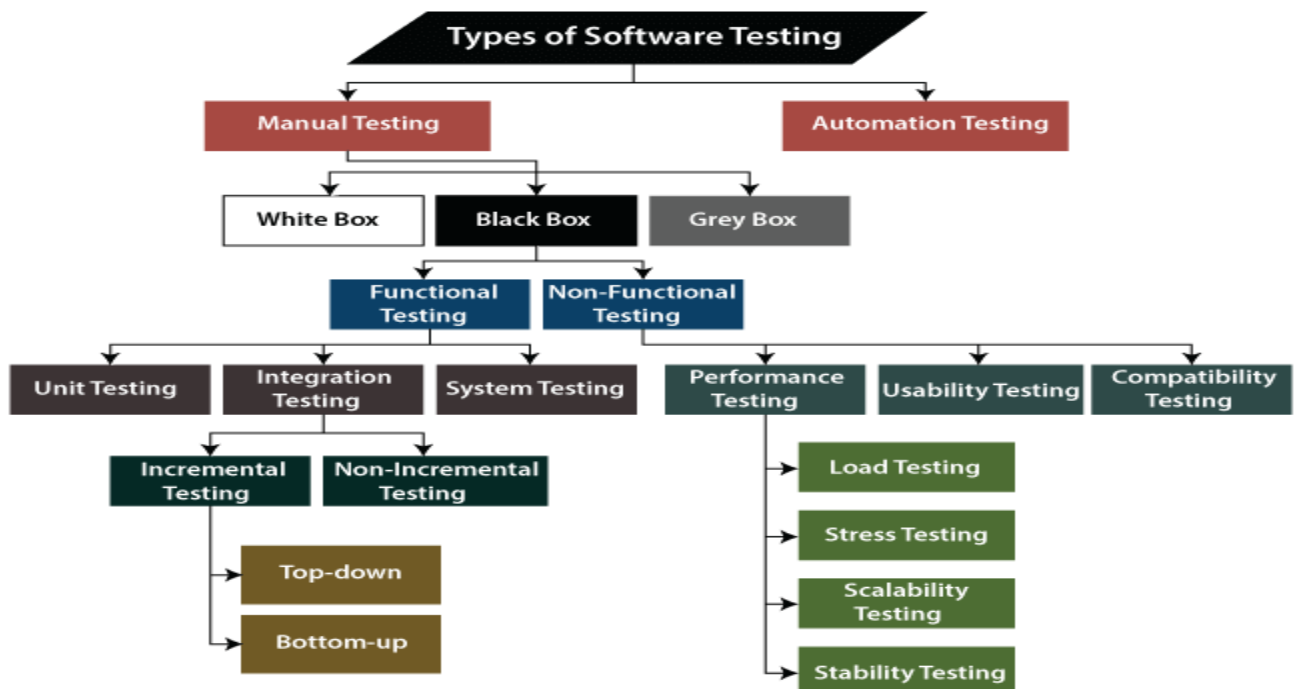 Types of Software Testing
Manual Testing
Automation Testing
White Box
Black Box
Grey Box
Functional
Testing
Non-Functional
Testing
Unit Testing
Integration
Testing
System Testing
Performance
Testing
Usability Testing
Compatibility
Testing
Incremental
Testing
Non-Incremental
Testing
Load Testing
Stress Testing
Top-down
Scalability
Testing
Bottom-up
Stability Testing